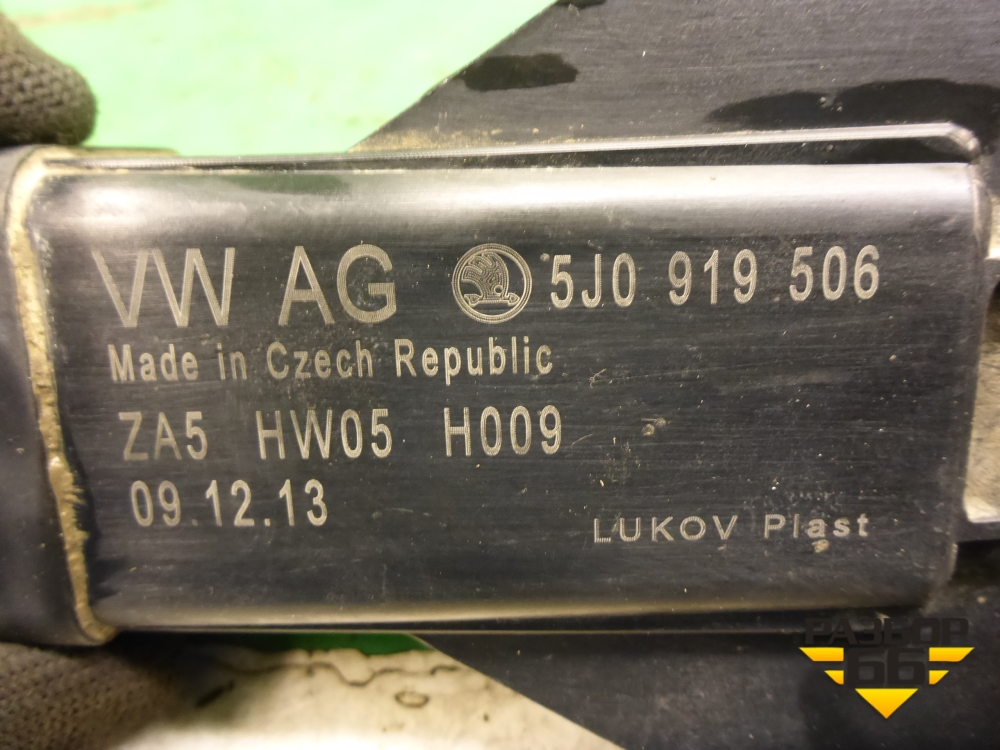 VW AG 5J0 919 506
Made in Czech Republic
ZA5 HW05 H009
09.12.13
LUKOV Plast
РАЗБОР
66